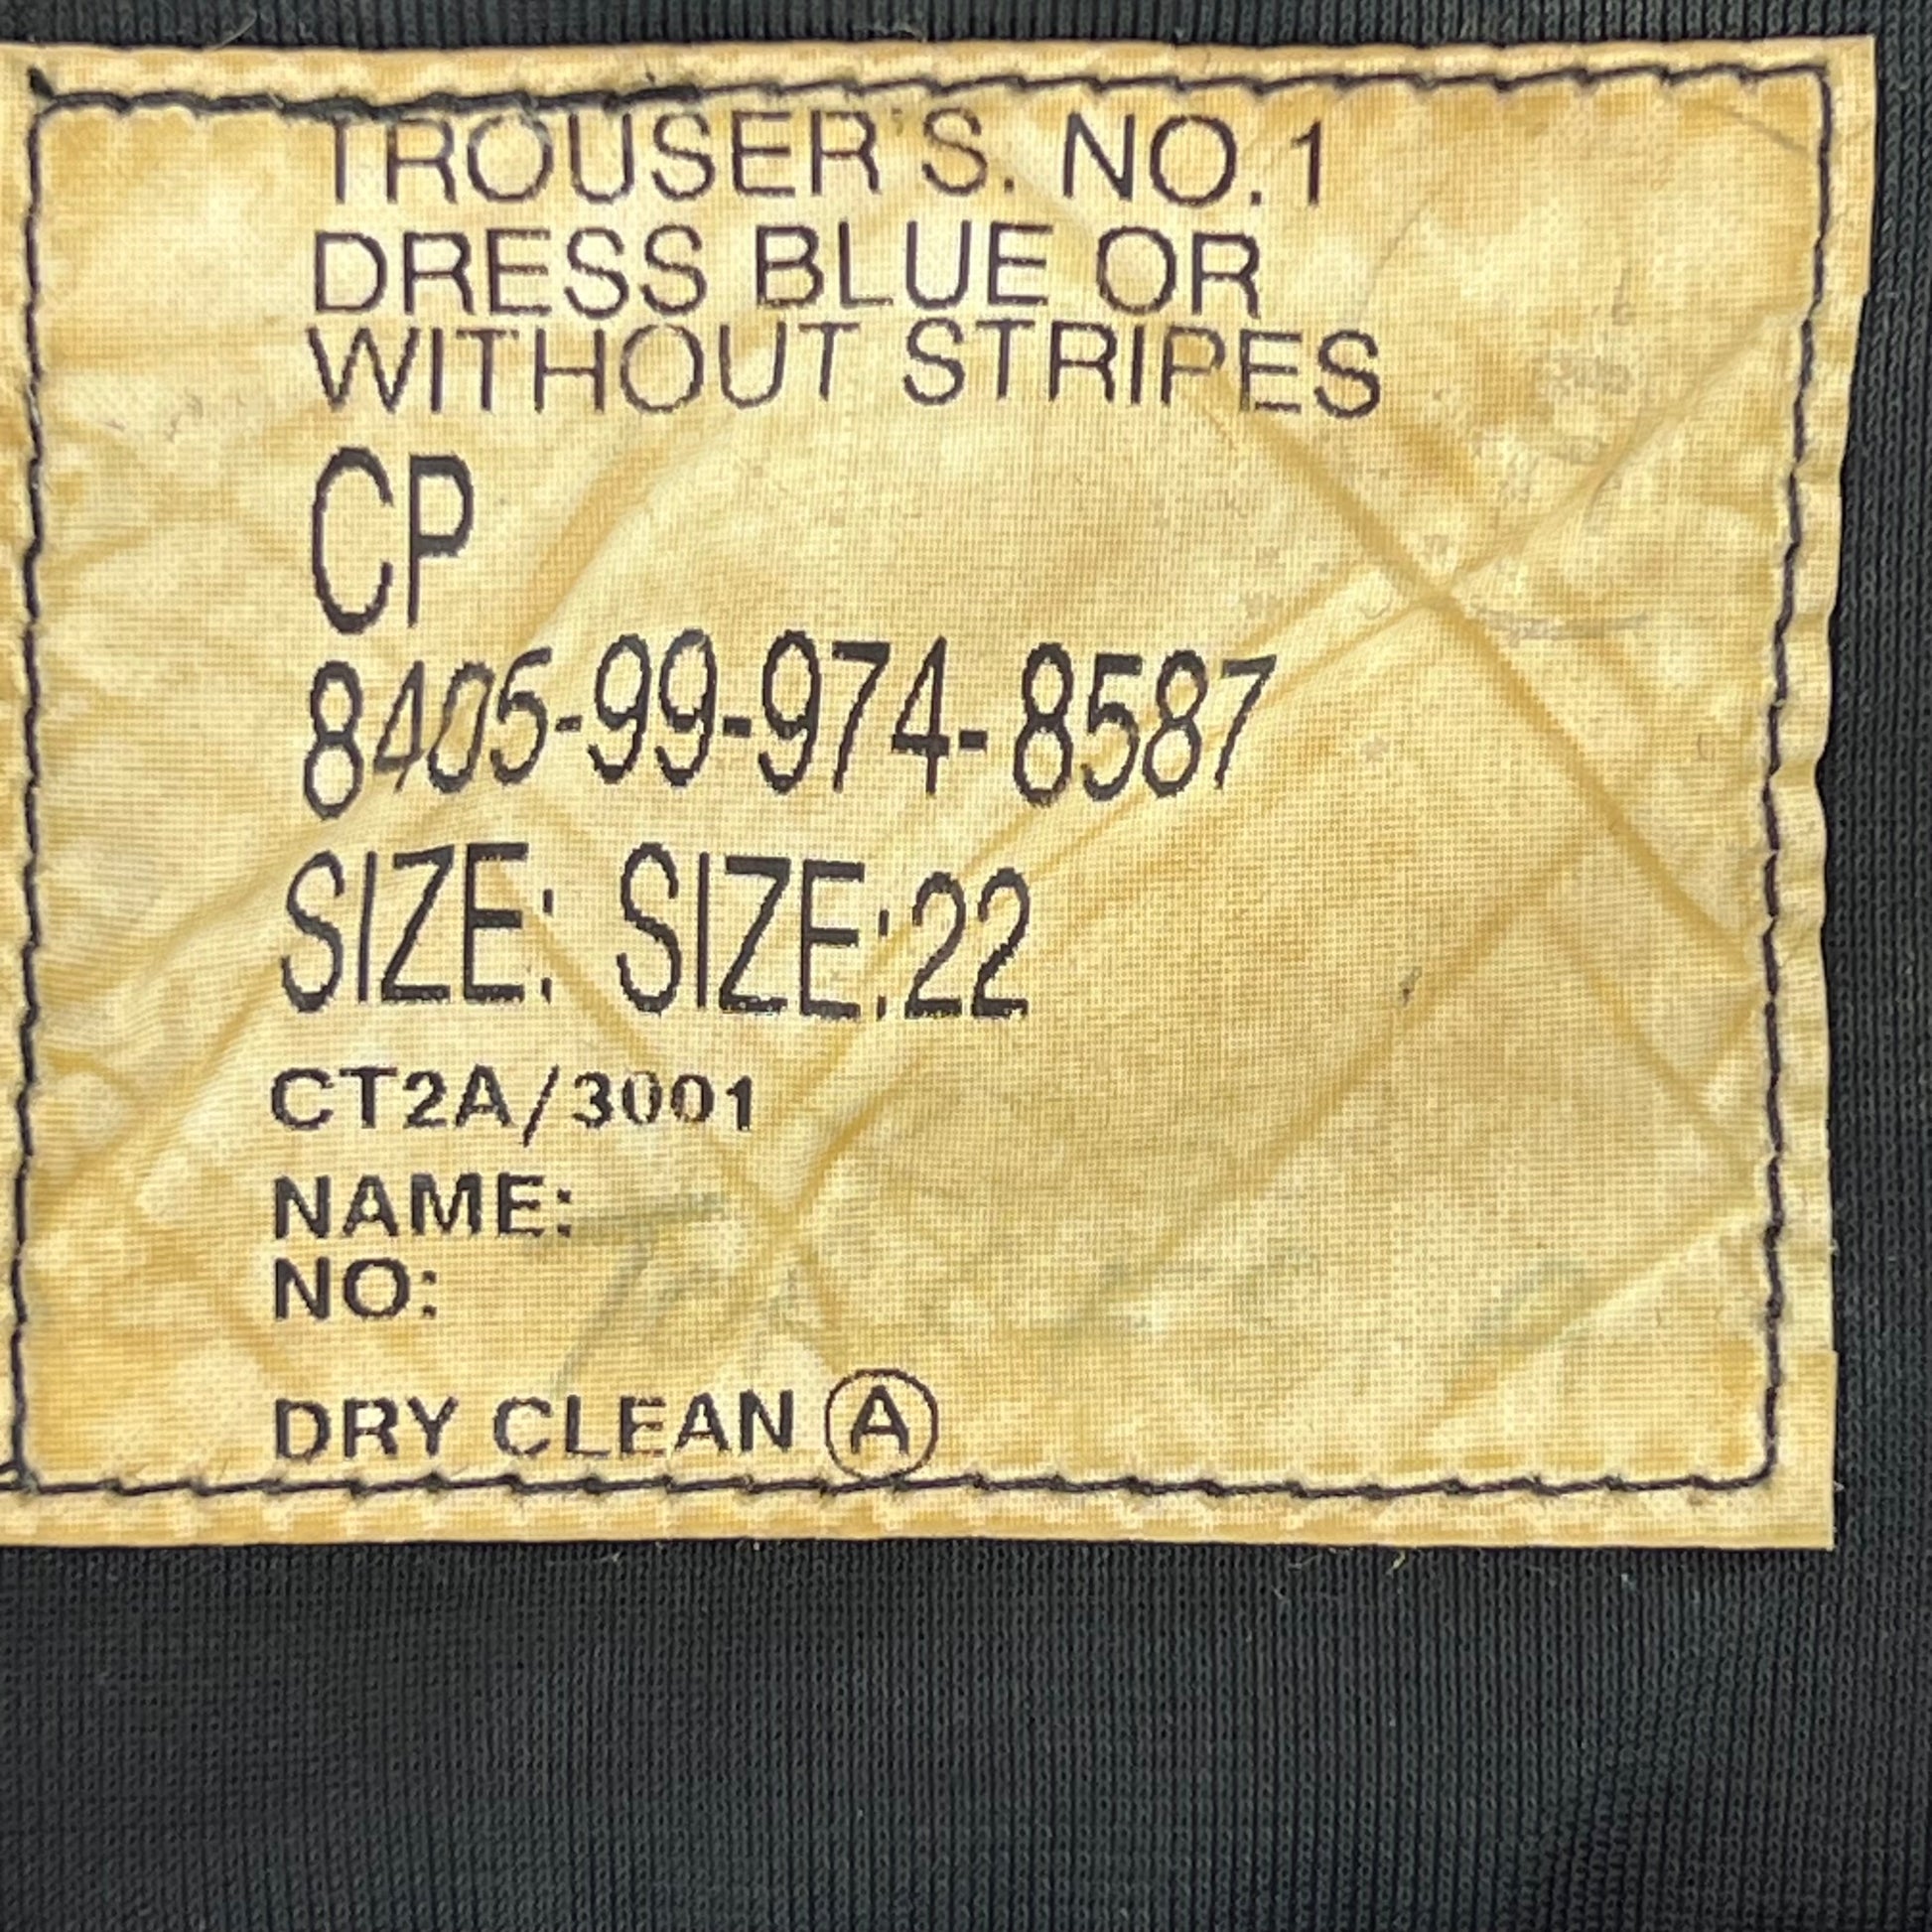 TROUSER'S. NO.1
DRESS BLUE OR
WITHOUT STRIPES
CP
8405-99-974-8587
SIZE: SIZE:22
CT2A/3001
NAME:
NO:
DRY CLEAN Ⓐ